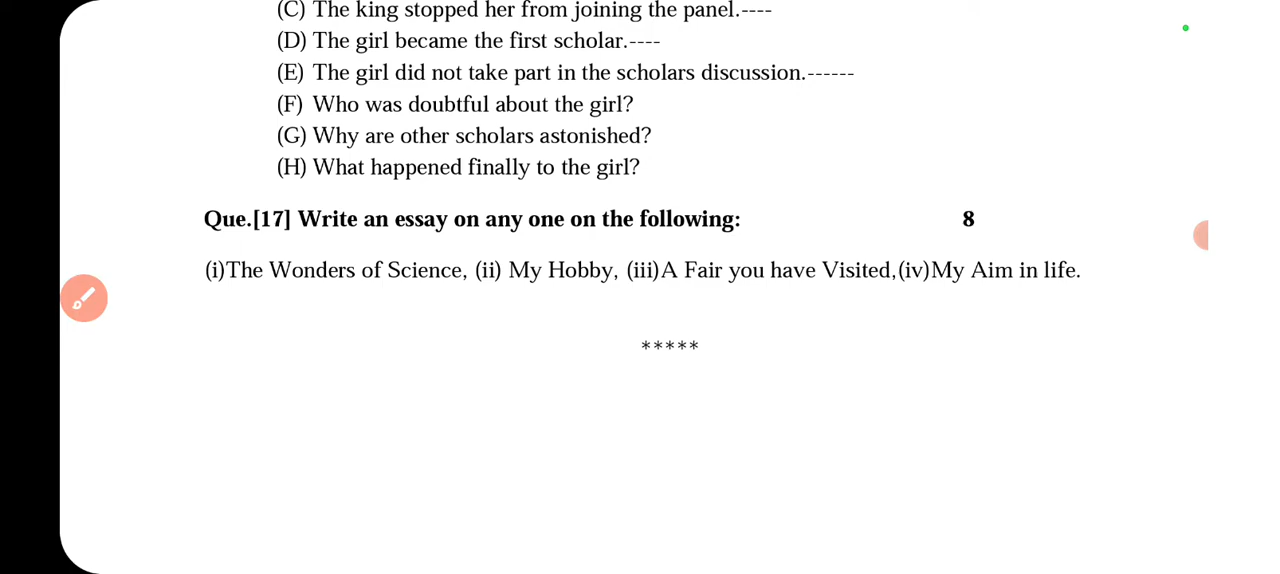 (C) The king stopped her from joining the panel.----
(D) The girl became the first scholar.----
(E) The girl did not take part in the scholars discussion.------
(F) Who was doubtful about the girl?
(G) Why are other scholars astonished?
(H) What happened finally to the girl?
Que.[17] Write an essay on any one on the following: 8
(i)The Wonders of Science, (ii) My Hobby, (iii)A Fair you have Visited,(iv)My Aim in life.
*****